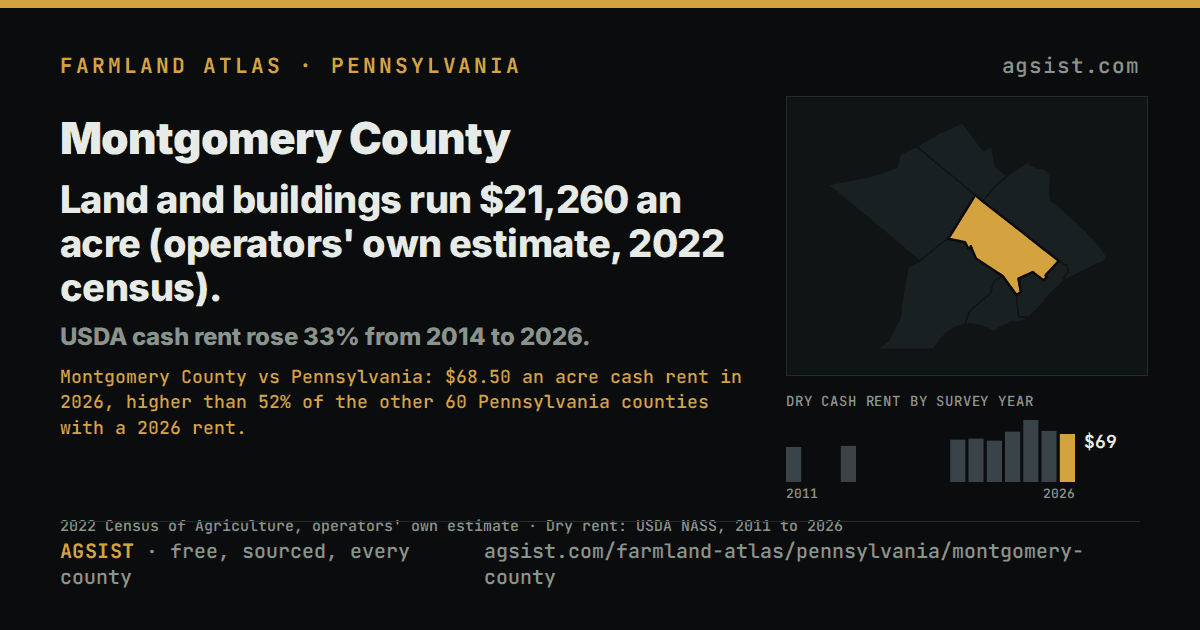 FARMLAND ATLAS · PENNSYLVANIA
agsist.com
Montgomery County
Land and buildings run $21,260 an
acre (operators' own estimate, 2022
census).
USDA cash rent rose 33% from 2014 to 2026.
Montgomery County vs Pennsylvania: $68.50 an acre cash rent in
2026, higher than 52% of the other 60 Pennsylvania counties
with a 2026 rent.
DRY CASH RENT BY SURVEY YEAR
$69
2011
2026
2022 Census of Agriculture, operators' own estimate · Dry rent: USDA NASS, 2011 to 2026
AGSIST · free, sourced, every
county
agsist.com/farmland-atlas/pennsylvania/montgomery-
county